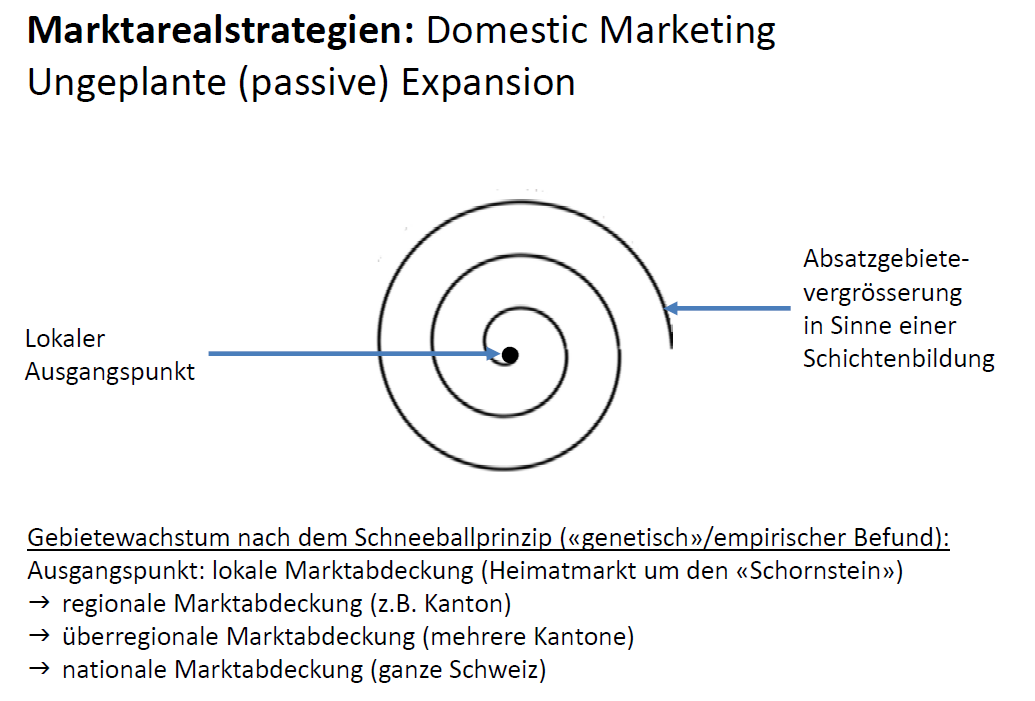 Marktarealstrategien: Domestic Marketing
Ungeplante (passive) Expansion
Absatzgebiete-
vergrösserung
in Sinne einer
Schichtenbildung
Lokaler
Ausgangspunkt
Gebietewachstum nach dem Schneeballprinzip («genetisch»/empirischer Befund):
Ausgangspunkt: lokale Marktabdeckung (Heimatmarkt um den «Schornstein»)
→ regionale Marktabdeckung (z.B. Kanton)
→ überregionale Marktabdeckung (mehrere Kantone)
→ nationale Marktabdeckung (ganze Schweiz)